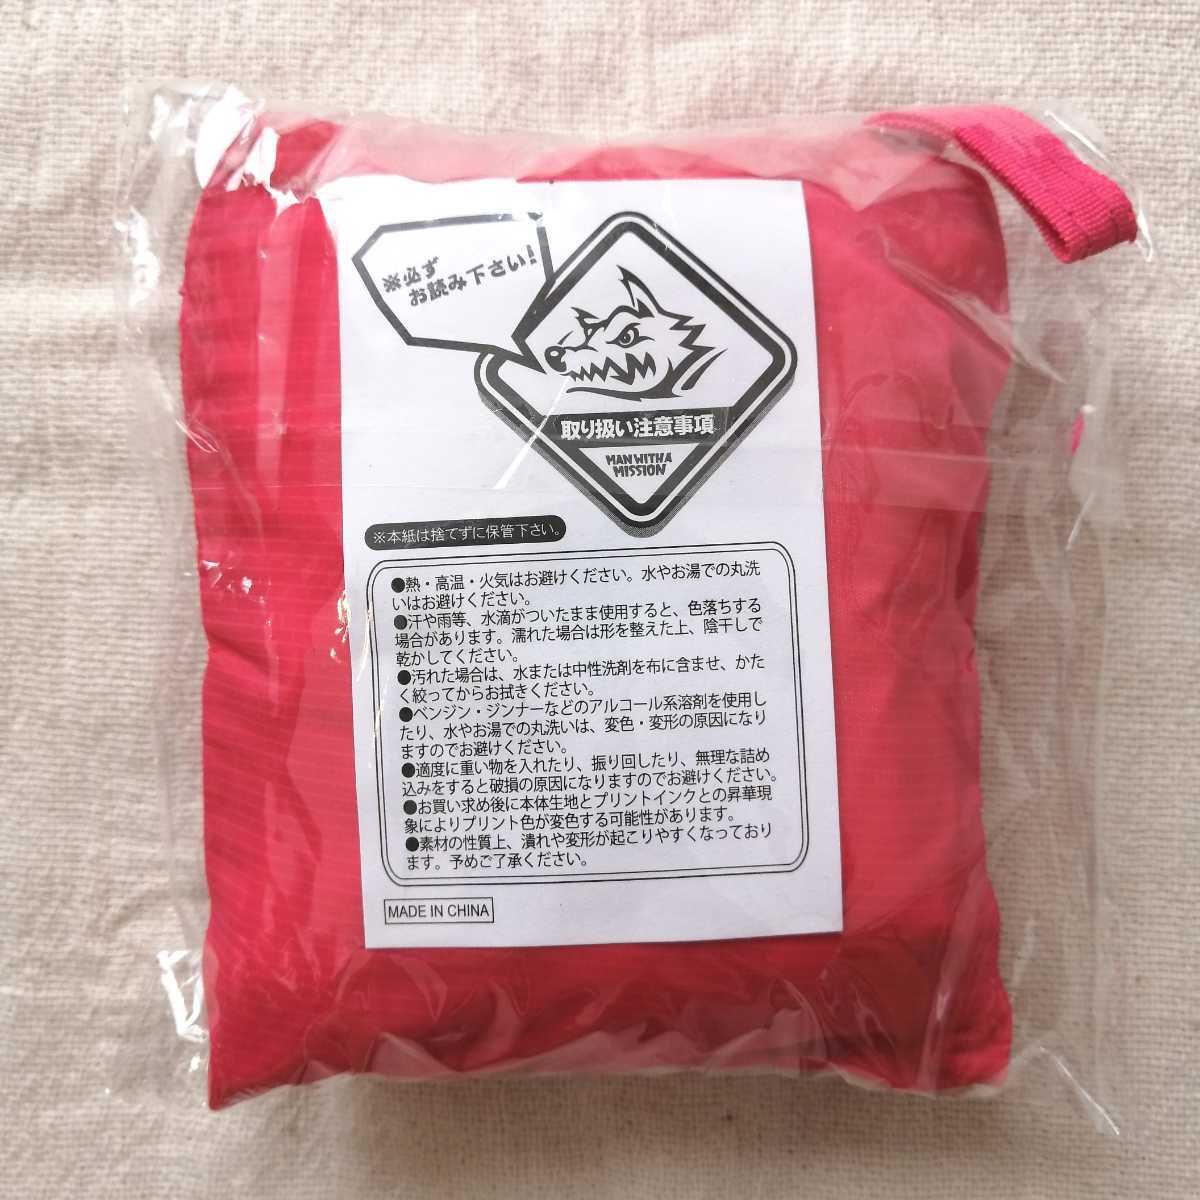 ※必ず
お読み下さい！
取り扱い注意事項
MAN WITH A
MISSION
※本紙は捨てずに保管下さい。
●熱・高温・火気はお避けください。水やお湯での丸洗
いはお避けください。
●汗や雨等、水滴がついたまま使用すると、色落ちする
場合があります。濡れた場合は形を整えた上、陰干しで
乾かしてください。
●汚れた場合は、水または中性洗剤を布に含ませ、かた
く絞ってからお拭きください。
●ベンジン・ジンナーなどのアルコール系溶剤を使用し
たり、水やお湯での丸洗いは、変色・変形の原因になり
ますのでお避けください。
●適度に重い物を入れたり、振り回したり、無理な詰め
込みをすると破損の原因になりますのでお避けください。
●お買い求め後に本体生地とプリントインクとの昇華現
象によりプリント色が変色する可能性があります。
●素材の性質上、潰れや変形が起こりやすくなっており
ます。予めご了承ください。
MADE IN CHINA